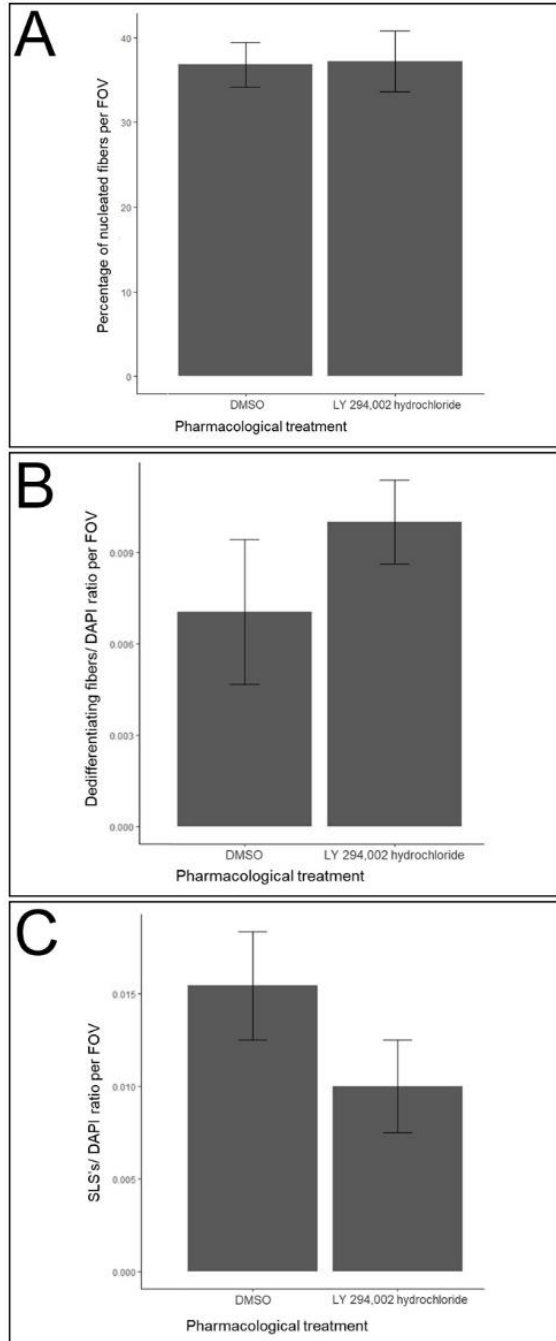 A
Percentage of nucleated fibers per FOV
40
30
20
10
0
DMSO
LY 294,002 hydrochloride
Pharmacological treatment
B
Dedifferentiating fibers/ DAPI ratio per FOV
0.009
0.006
0.003
0.000
DMSO
LY 294,002 hydrochloride
Pharmacological treatment
C
SLS's/ DAPI ratio per FOV
0.015
0.010
0.005
0.000
DMSO
LY 294,002 hydrochloride
Pharmacological treatment